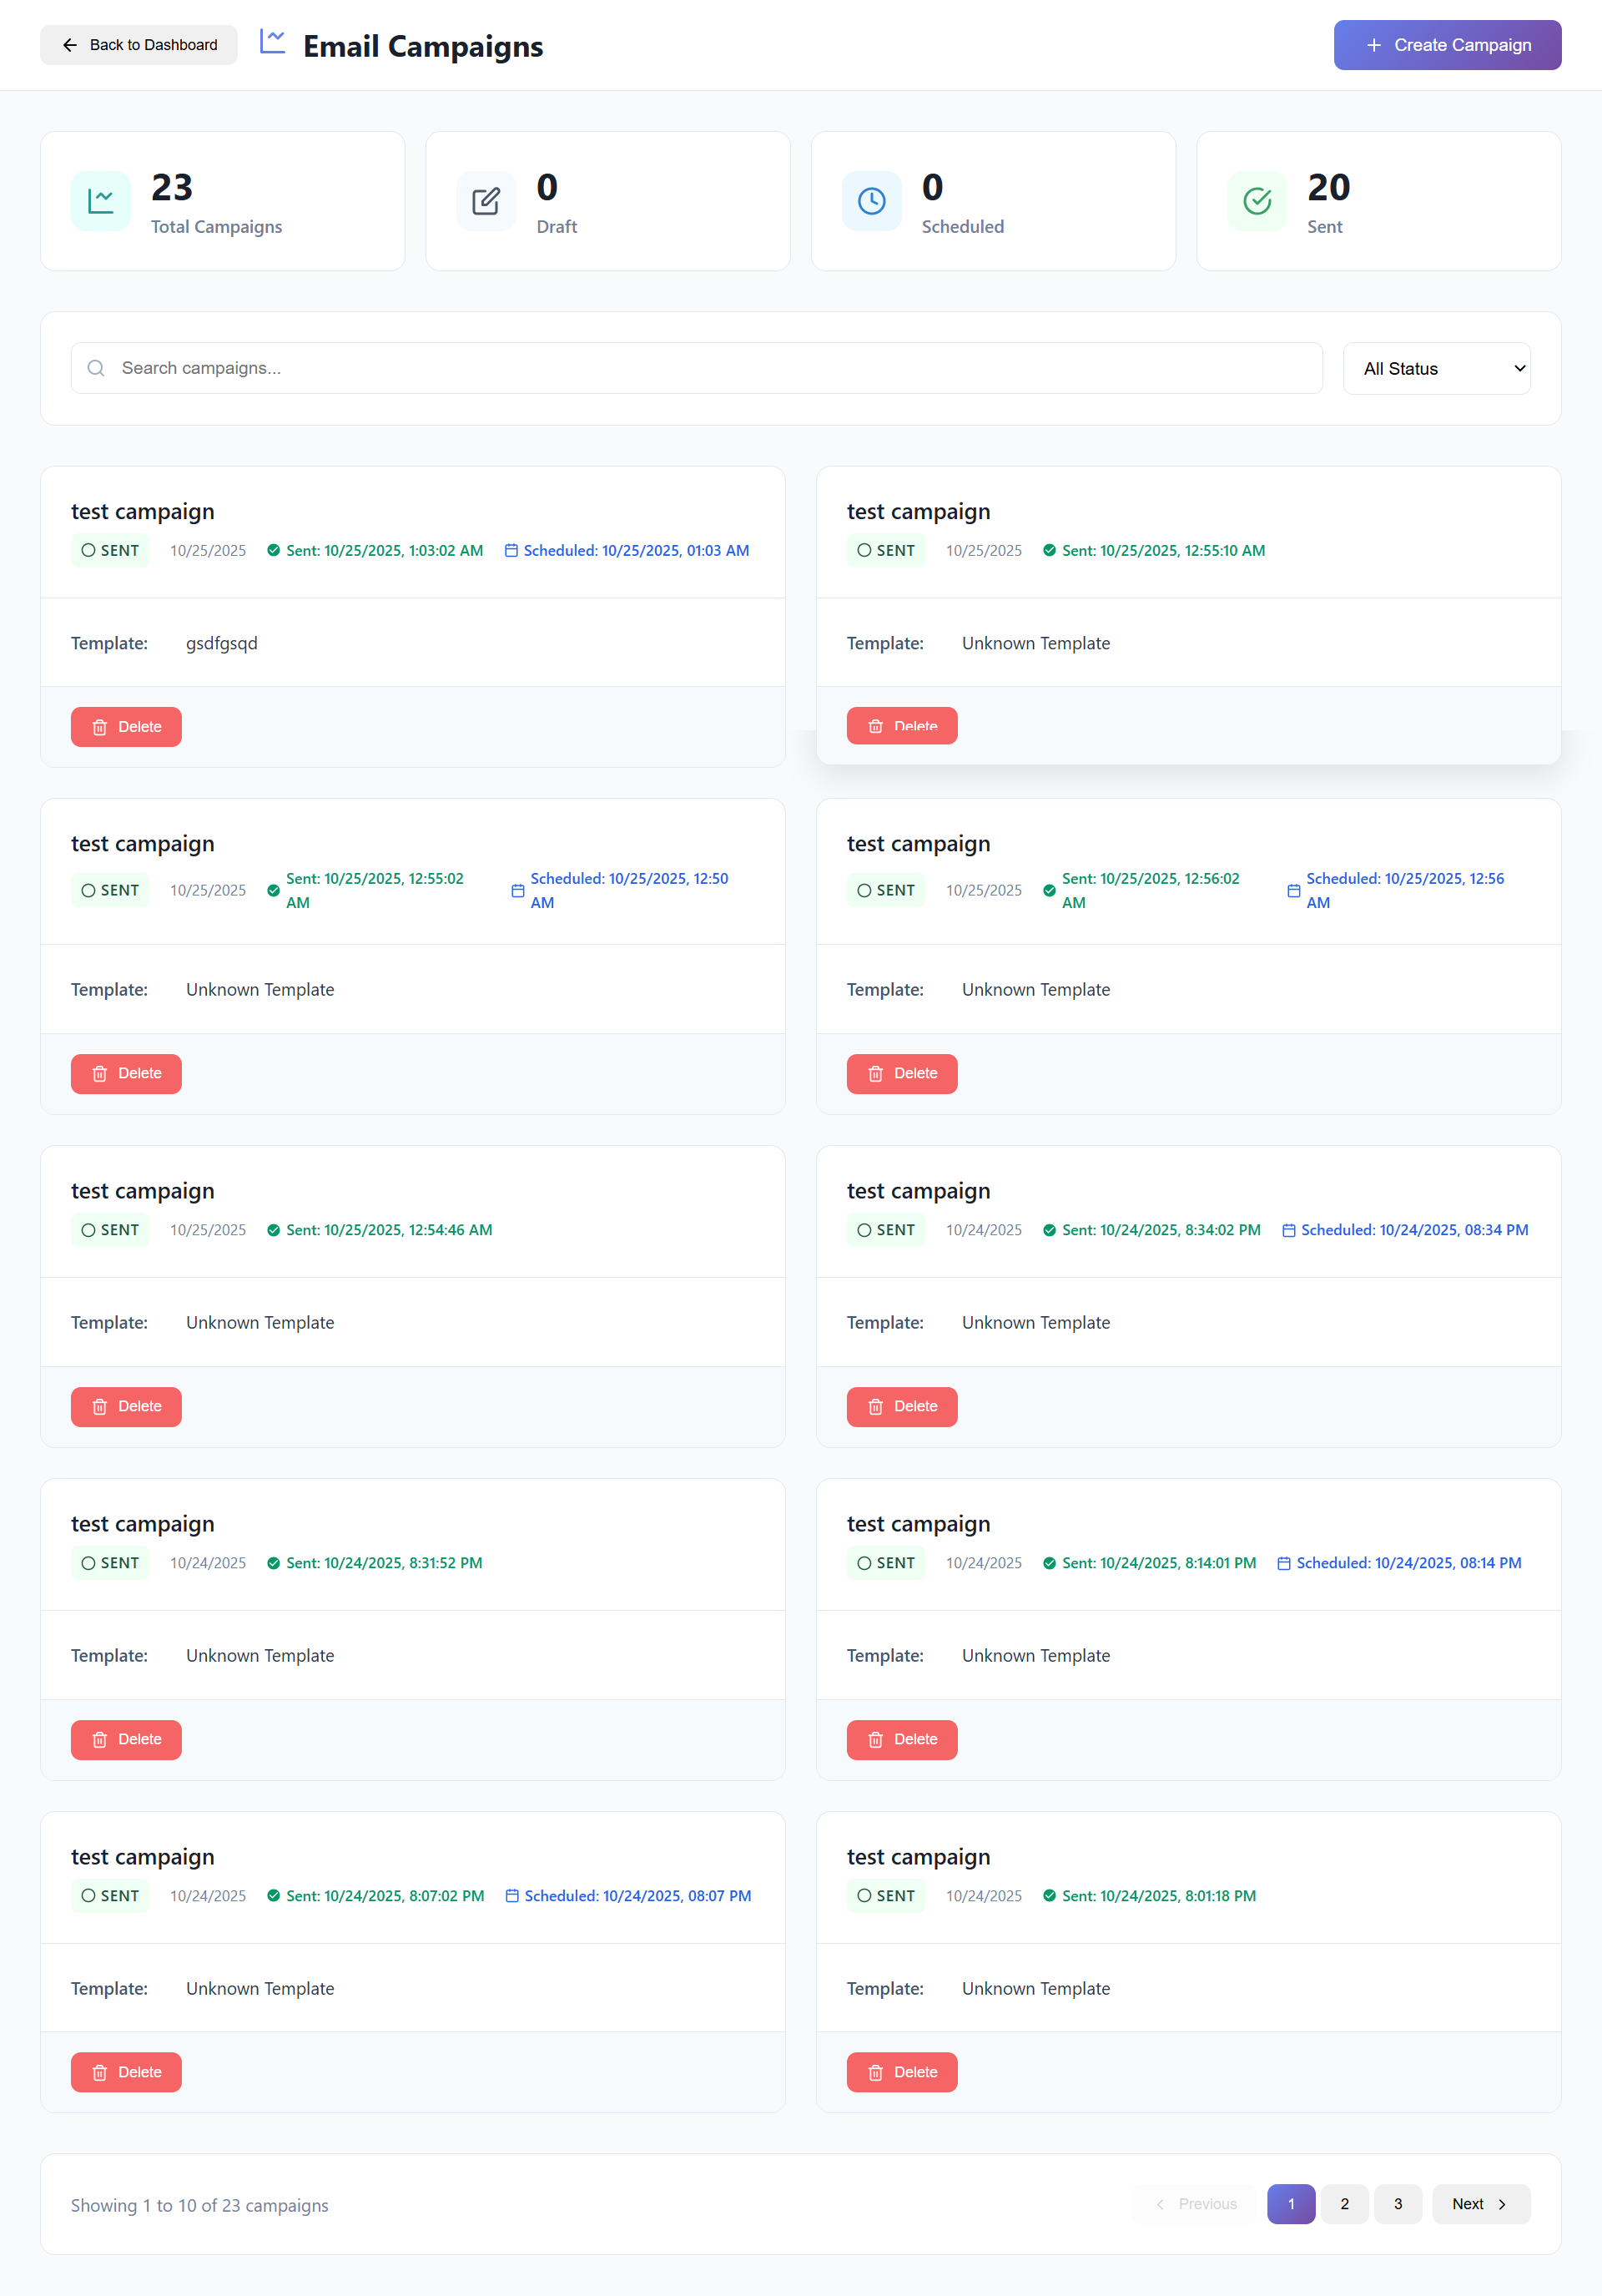 Back to Dashboard
Email Campaigns
Create Campaign
23
Total Campaigns
0
Draft
0
Scheduled
20
Sent
Search campaigns...
All Status
test campaign
SENT 10/25/2025 Sent: 10/25/2025, 1:03:02 AM Scheduled: 10/25/2025, 01:03 AM
Template: gsdfgsqd
Delete
test campaign
SENT 10/25/2025 Sent: 10/25/2025, 12:55:10 AM
Template: Unknown Template
Delete
test campaign
SENT 10/25/2025 Sent: 10/25/2025, 12:55:02 AM Scheduled: 10/25/2025, 12:50 AM
Template: Unknown Template
Delete
test campaign
SENT 10/25/2025 Sent: 10/25/2025, 12:56:02 AM Scheduled: 10/25/2025, 12:56 AM
Template: Unknown Template
Delete
test campaign
SENT 10/25/2025 Sent: 10/25/2025, 12:54:46 AM
Template: Unknown Template
Delete
test campaign
SENT 10/24/2025 Sent: 10/24/2025, 8:34:02 PM Scheduled: 10/24/2025, 08:34 PM
Template: Unknown Template
Delete
test campaign
SENT 10/24/2025 Sent: 10/24/2025, 8:31:52 PM
Template: Unknown Template
Delete
test campaign
SENT 10/24/2025 Sent: 10/24/2025, 8:14:01 PM Scheduled: 10/24/2025, 08:14 PM
Template: Unknown Template
Delete
test campaign
SENT 10/24/2025 Sent: 10/24/2025, 8:07:02 PM Scheduled: 10/24/2025, 08:07 PM
Template: Unknown Template
Delete
test campaign
SENT 10/24/2025 Sent: 10/24/2025, 8:01:18 PM
Template: Unknown Template
Delete
Showing 1 to 10 of 23 campaigns
Previous 1 2 3 Next